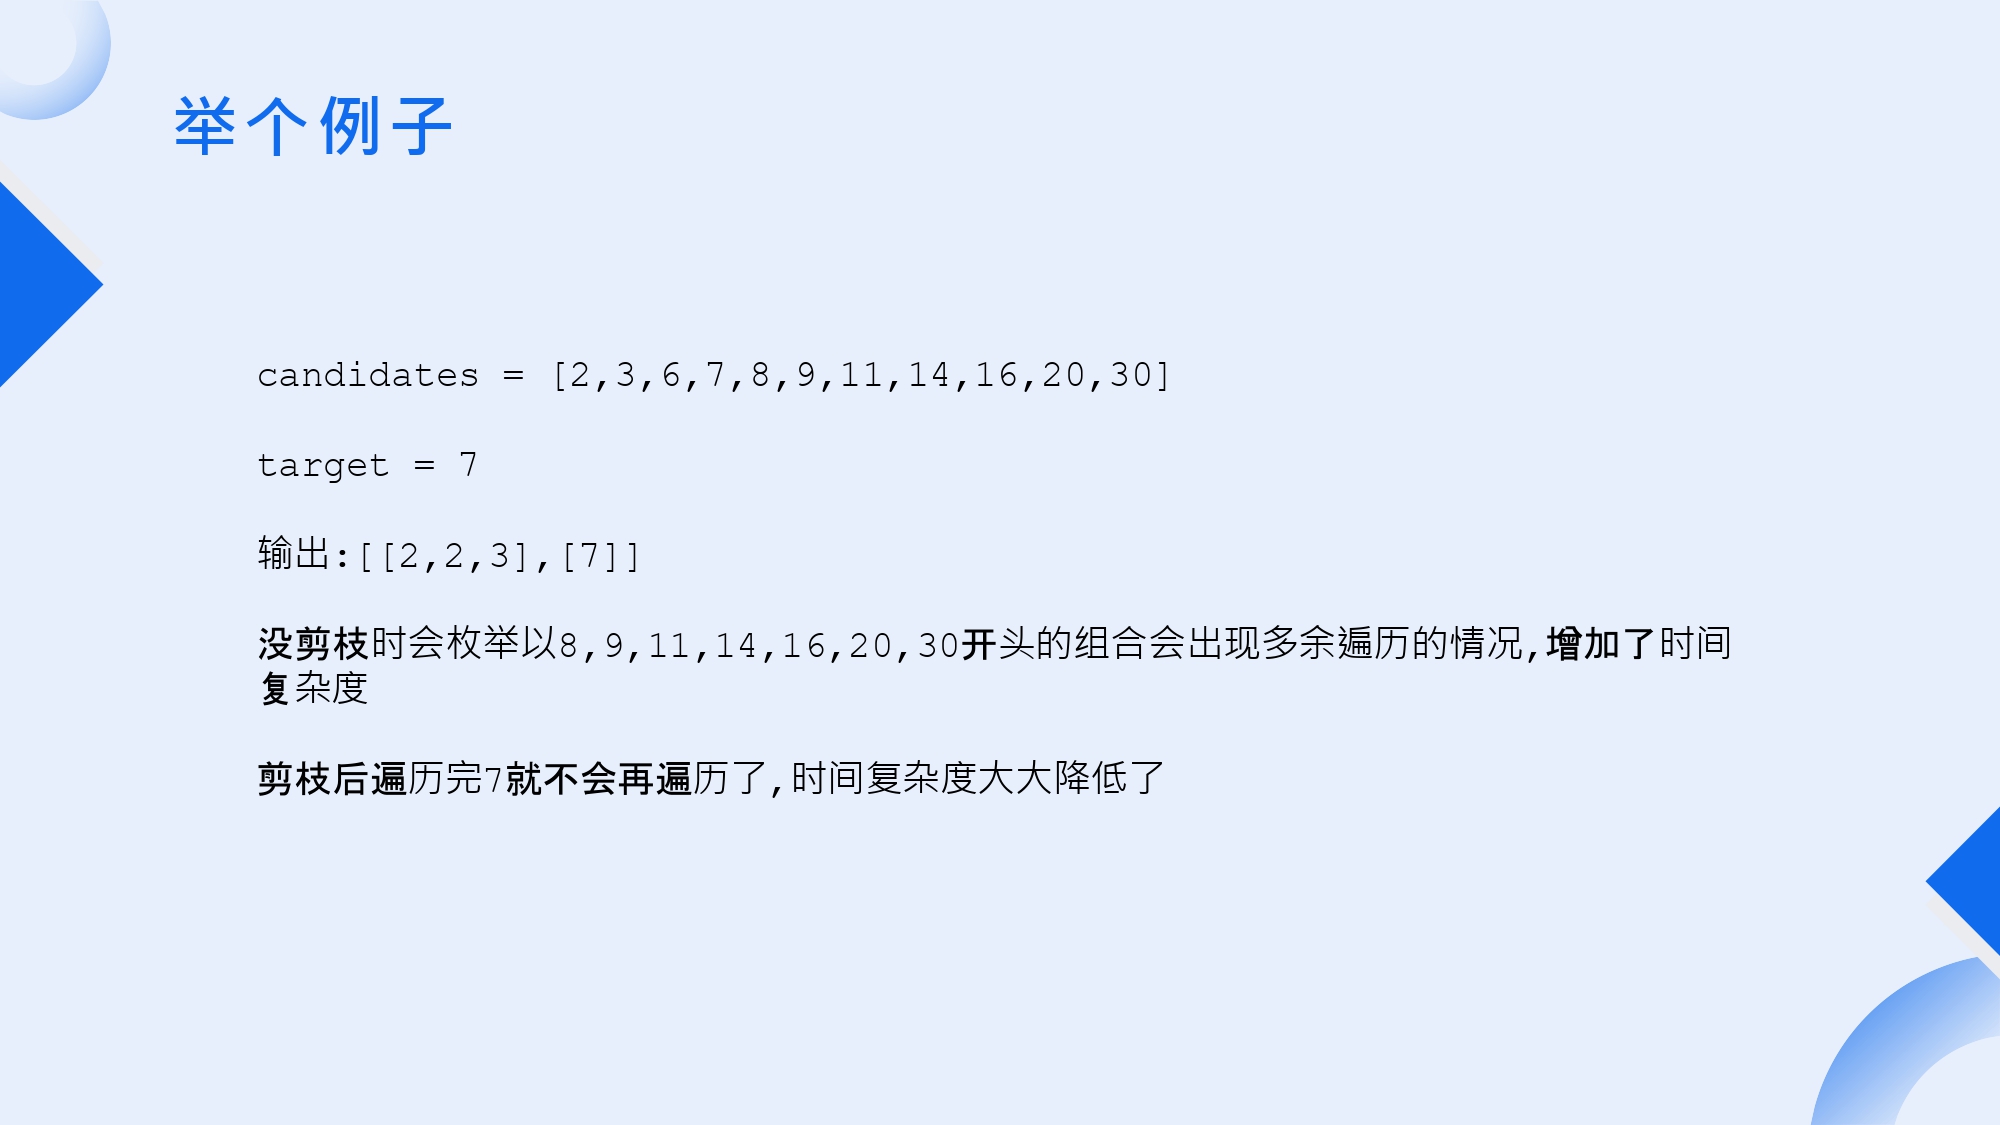 举个例子
candidates = [2,3,6,7,8,9,11,14,16,20,30]
target = 7
输出:[[2,2,3],[7]]
没剪枝时会枚举以8,9,11,14,16,20,30开头的组合会出现多余遍历的情况,增加了时间
复杂度
剪枝后遍历完7就不会再遍历了,时间复杂度大大降低了